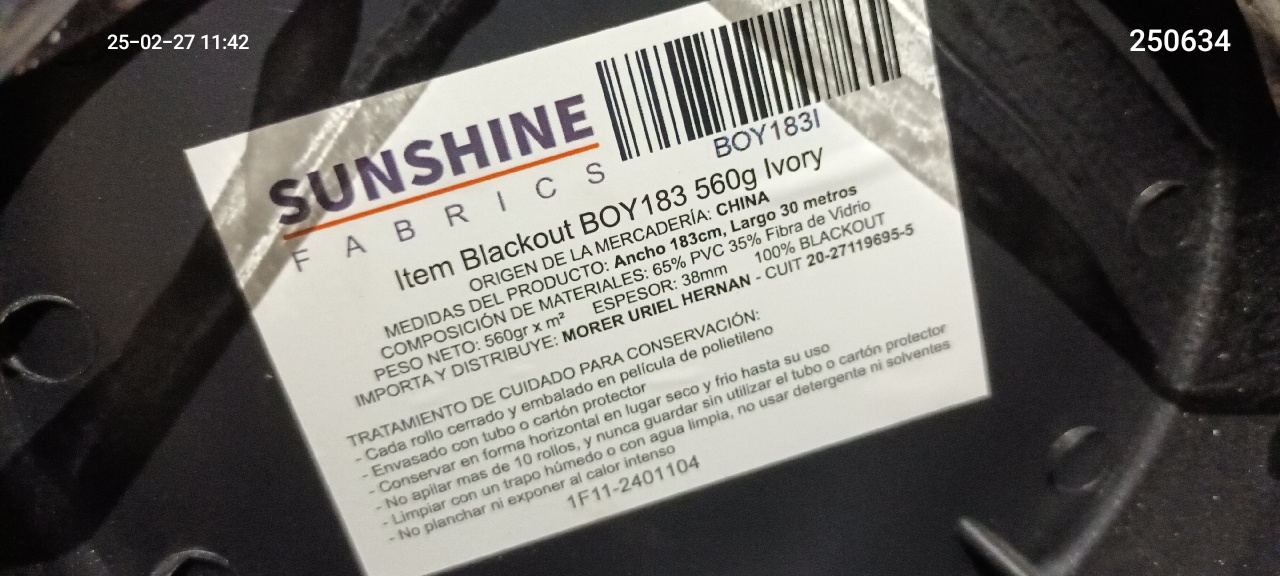 25-02-27 11:42
250634
SUNSHINE
FABRICS
BOY183I
Item Blackout BOY183 560g Ivory
ORIGEN DE LA MERCADERÍA: CHINA
MEDIDAS DEL PRODUCTO: Ancho 183cm, Largo 30 metros
COMPOSICIÓN DE MATERIALES: 65% PVC 35% Fibra de Vidrio
PESO NETO: 560gr x m² ESPESOR: 38mm 100% BLACKOUT
IMPORTA Y DISTRIBUYE: MORER URIEL HERNAN - CUIT 20-27119695-5
TRATAMIENTO DE CUIDADO PARA CONSERVACIÓN:
- Cada rollo cerrado y embalado en película de polietileno
- Envasado con tubo o cartón protector
- Conservar en forma horizontal en lugar seco y frio hasta su uso
- No apilar mas de 10 rollos, y nunca guardar sin utilizar el tubo o cartón protector
- Limpiar con un trapo húmedo o con agua limpia, no usar detergente ni solventes
- No planchar ni exponer al calor intenso
1F11-2401104